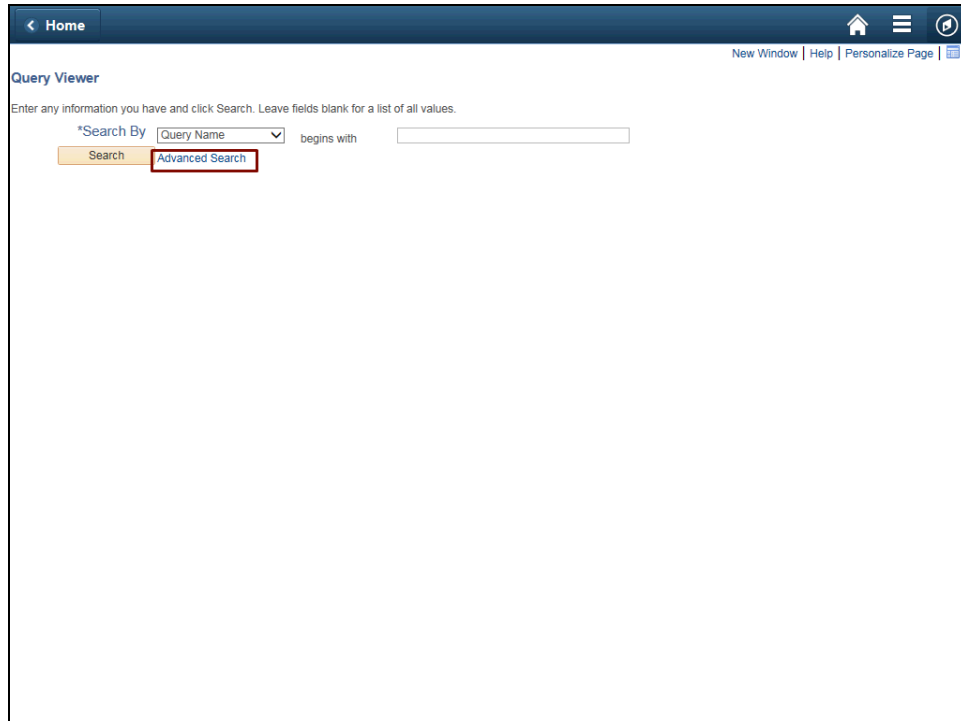 Home
New Window | Help | Personalize Page |
Query Viewer
Enter any information you have and click Search. Leave fields blank for a list of all values.
*Search By Query Name begins with
Search Advanced Search